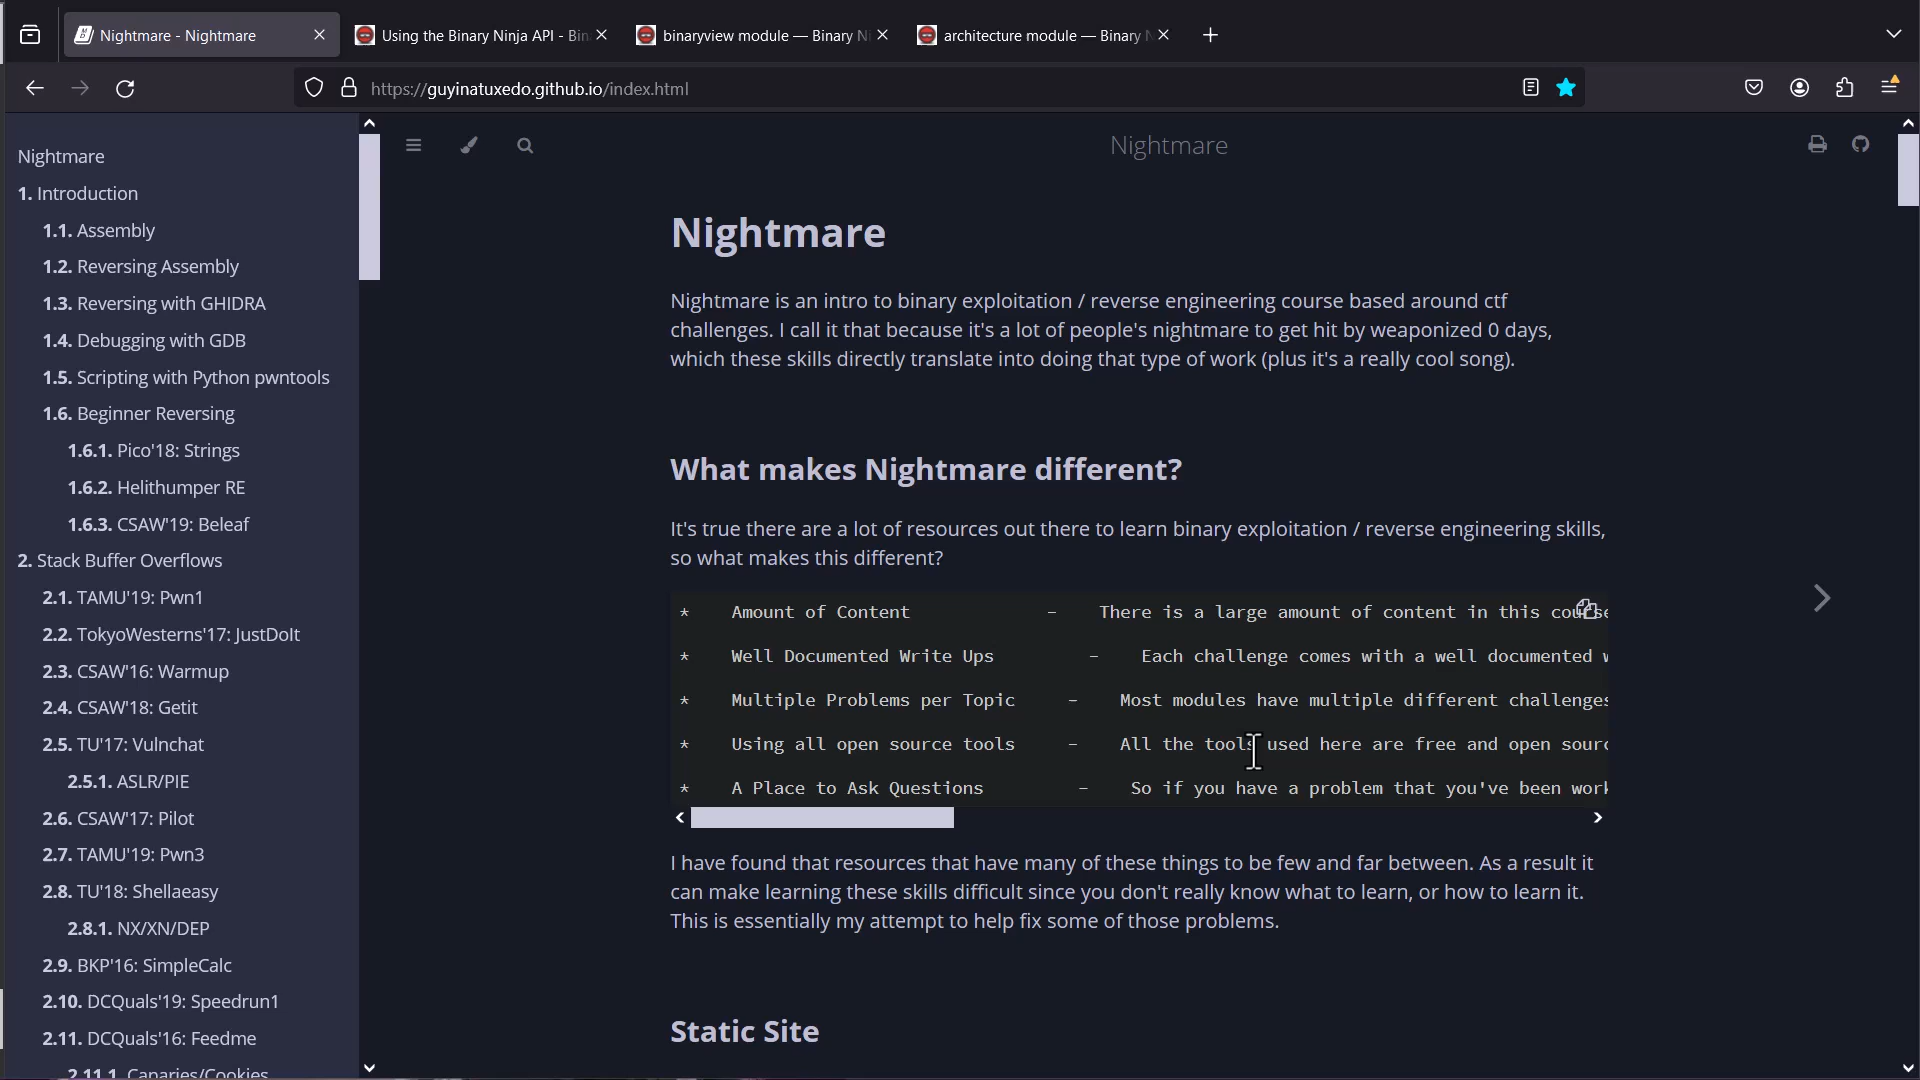 Nightmare - Nightmare
Using the Binary Ninja API - Bin
binaryview module — Binary Ni
architecture module — Binary N
https://guyinatuxedo.github.io/index.html
Nightmare
1. Introduction
1.1. Assembly
1.2. Reversing Assembly
1.3. Reversing with GHIDRA
1.4. Debugging with GDB
1.5. Scripting with Python pwntools
1.6. Beginner Reversing
1.6.1. Pico'18: Strings
1.6.2. Helithumper RE
1.6.3. CSAW'19: Beleaf
2. Stack Buffer Overflows
2.1. TAMU'19: Pwn1
2.2. TokyoWesterns'17: JustDoIt
2.3. CSAW'16: Warmup
2.4. CSAW'18: Getit
2.5. TU'17: Vulnchat
2.5.1. ASLR/PIE
2.6. CSAW'17: Pilot
2.7. TAMU'19: Pwn3
2.8. TU'18: Shellaeasy
2.8.1. NX/XN/DEP
2.9. BKP'16: SimpleCalc
2.10. DCQuals'19: Speedrun1
2.11. DCQuals'16: Feedme
2.11.1. Canaries/Cookies
Nightmare
Nightmare
Nightmare is an intro to binary exploitation / reverse engineering course based around ctf
challenges. I call it that because it's a lot of people's nightmare to get hit by weaponized 0 days,
which these skills directly translate into doing that type of work (plus it's a really cool song).
What makes Nightmare different?
It's true there are a lot of resources out there to learn binary exploitation / reverse engineering skills,
so what makes this different?
* Amount of Content - There is a large amount of content in this course
* Well Documented Write Ups - Each challenge comes with a well documented w
* Multiple Problems per Topic - Most modules have multiple different challenges
* Using all open source tools - All the tools used here are free and open sourc
* A Place to Ask Questions - So if you have a problem that you've been work
I have found that resources that have many of these things to be few and far between. As a result it
can make learning these skills difficult since you don't really know what to learn, or how to learn it.
This is essentially my attempt to help fix some of those problems.
Static Site